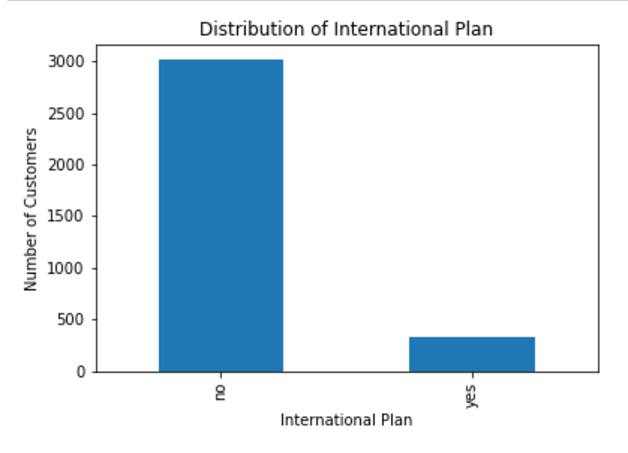 Distribution of International Plan
Number of Customers
3000
2500
2000
1500
1000
500
0
no
yes
International Plan